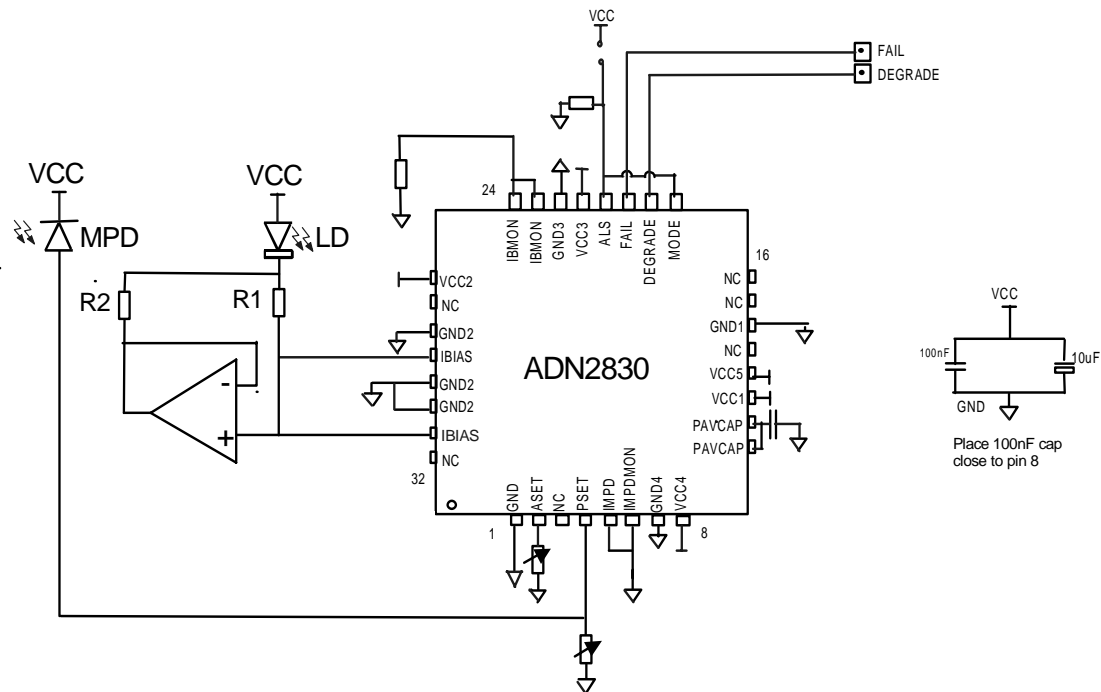 VCC
FAIL
DEGRADE
VCC
VCC
MPD
LD
R2
R1
24
IBMON
IBMON
GND3
VCC3
ALS
FAIL
DEGRADE
MODE
16
VCC2
NC
GND2
IBIAS
GND2
GND2
IBIAS
NC
32
ADN2830
NC
NC
GND1
NC
VCC5
VCC1
PAVCAP
PAVCAP
-
+
1
GND
ASET
NC
PSET
IMPD
IMPDMON
GND4
VCC4
8
VCC
100nF
10uF
GND
Place 100nF cap
close to pin 8